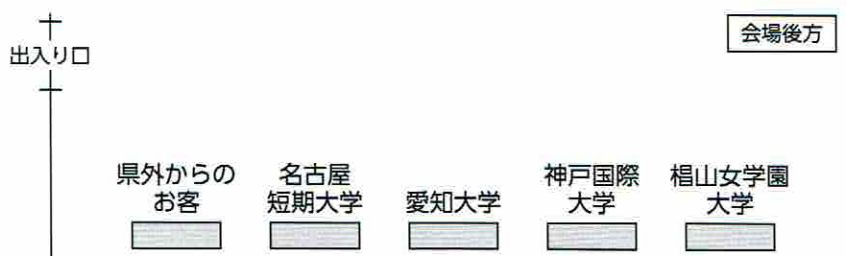 出入り口
会場後方
県外からの
お客
名古屋
短期大学
愛知大学
神戸国際
大学
椙山女学園
大学